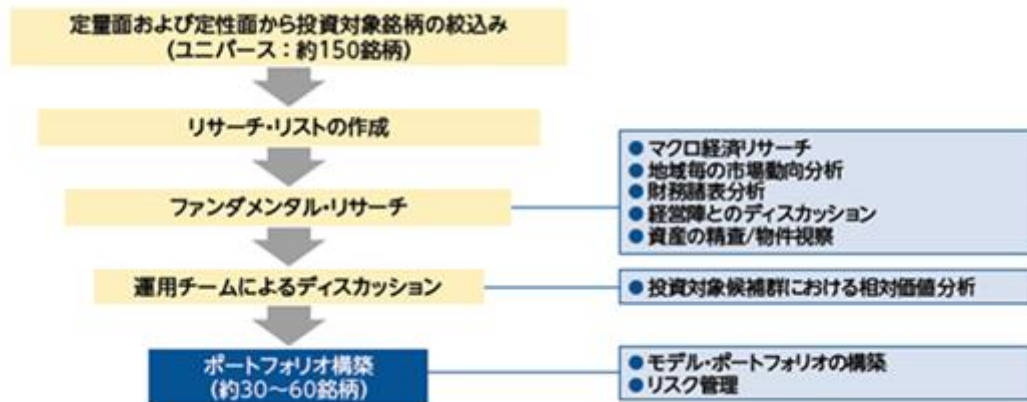 定量面および定性面から投資対象銘柄の絞込み
(ユニバース:約150銘柄)
リサーチ・リストの作成
ファンダメンタル・リサーチ
●マクロ経済リサーチ
●地域毎の市場動向分析
●財務諸表分析
●経営陣とのディスカッション
●資産の精査/物件視察
運用チームによるディスカッション
●投資対象候補群における相対価値分析
ポートフォリオ構築
(約30〜60銘柄)
●モデル・ポートフォリオの構築
●リスク管理